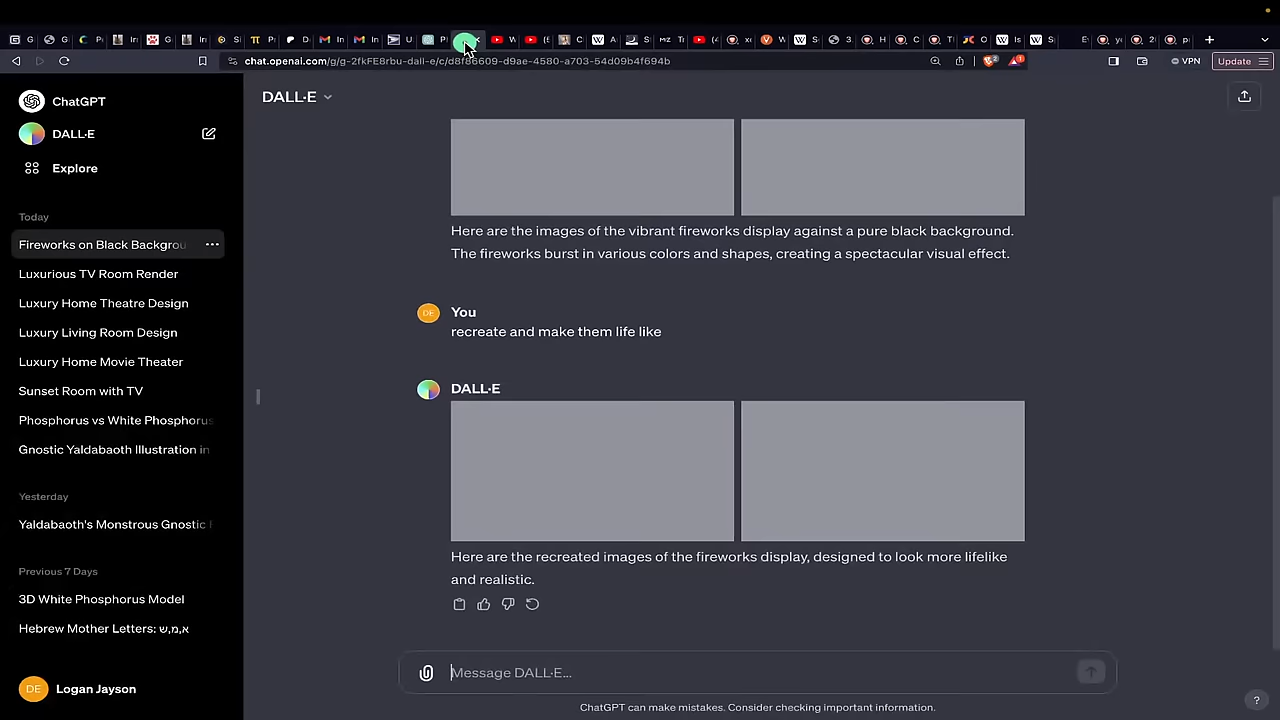 chat.openai.com/g/g-2fkFE8rbu-dall-e/c/d8f86609-d9ae-4580-a703-54d09b4f694b
VPN
Update
ChatGPT
DALL·E
Explore
Today
Fireworks on Black Backgrou
Luxurious TV Room Render
Luxury Home Theatre Design
Luxury Living Room Design
Luxury Home Movie Theater
Sunset Room with TV
Phosphorus vs White Phosphorus
Gnostic Yaldabaoth Illustration in
Yesterday
Yaldabaoth's Monstrous Gnostic
Previous 7 Days
3D White Phosphorus Model
Hebrew Mother Letters: א,מ,ש
DE
Logan Jayson
DALL·E
Here are the images of the vibrant fireworks display against a pure black background.
The fireworks burst in various colors and shapes, creating a spectacular visual effect.
DE
You
recreate and make them life like
DALL·E
Here are the recreated images of the fireworks display, designed to look more lifelike
and realistic.
Message DALL·E...
ChatGPT can make mistakes. Consider checking important information.
?